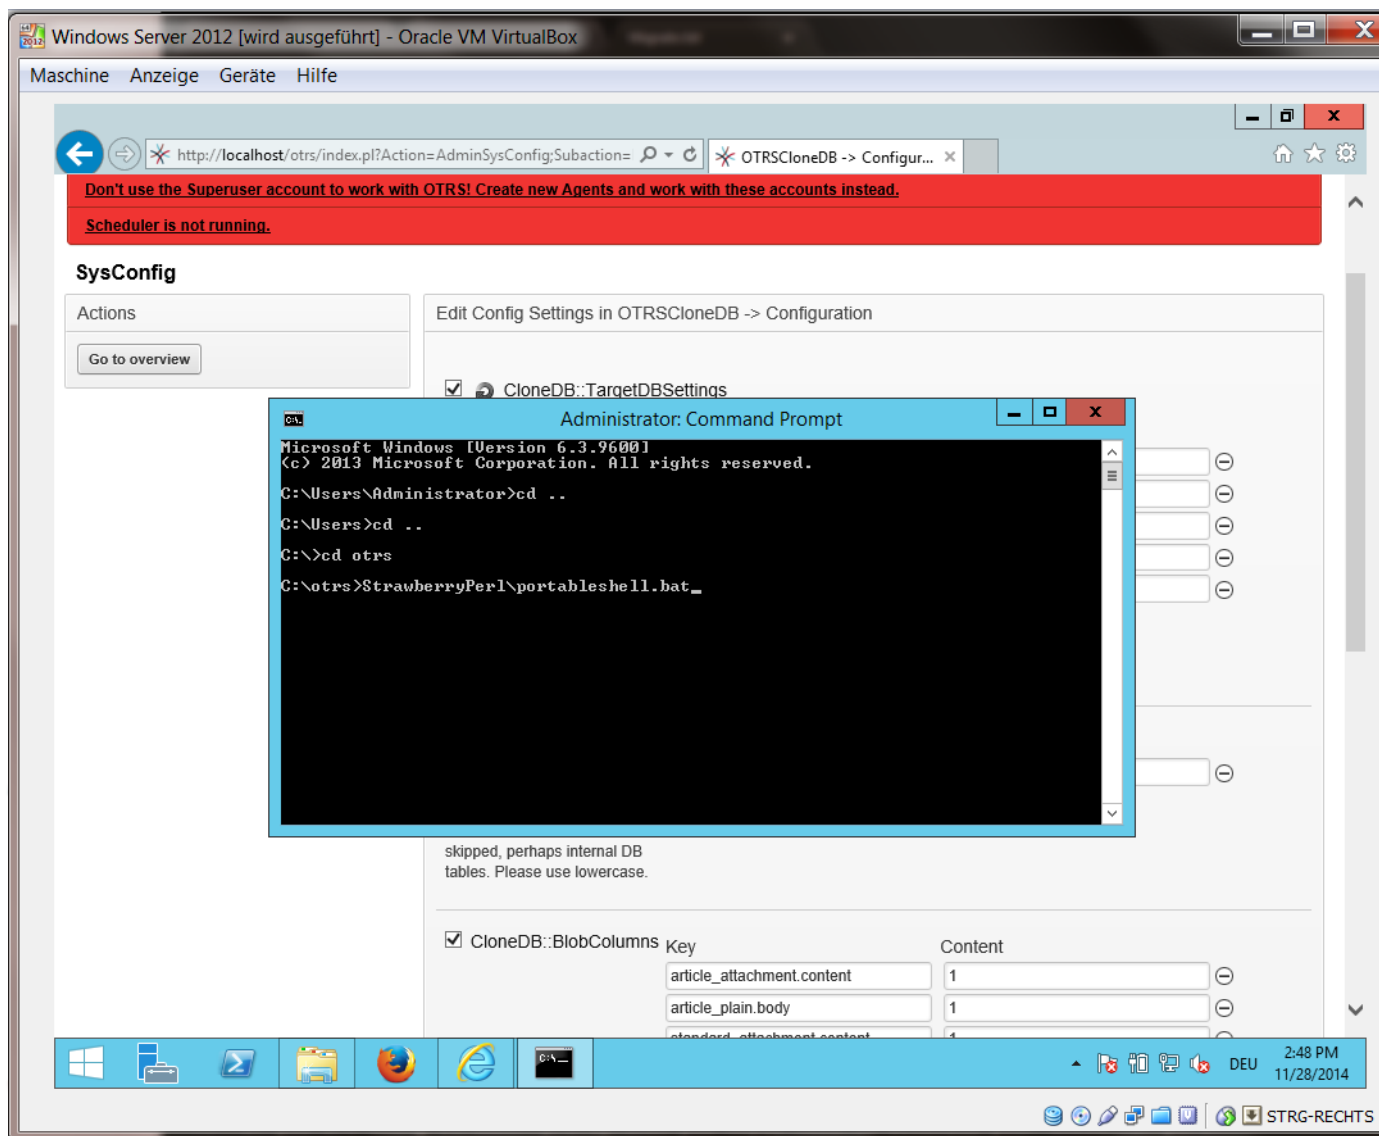 Windows Server 2012 [wird ausgeführt] - Oracle VM VirtualBox
Maschine Anzeige Geräte Hilfe
http://localhost/otrs/index.pl?Action=AdminSysConfig;Subaction=
OTRSCloneDB -> Configur...
Don't use the Superuser account to work with OTRS! Create new Agents and work with these accounts instead.
Scheduler is not running.
SysConfig
Actions
Edit Config Settings in OTRSCloneDB -> Configuration
Go to overview
CloneDB::TargetDBSettings
Administrator: Command Prompt
Microsoft Windows [Version 6.3.9600]
(c) 2013 Microsoft Corporation. All rights reserved.
C:\Users\Administrator>cd ..
C:\Users>cd ..
C:\>cd otrs
C:\otrs>StrawberryPerl\portableshell.bat_
skipped, perhaps internal DB
tables. Please use lowercase.
CloneDB::BlobColumns Key Content
article_attachment.content 1
article_plain.body 1
standard_attachment.content 1
DEU
2:48 PM
11/28/2014
STRG-RECHTS